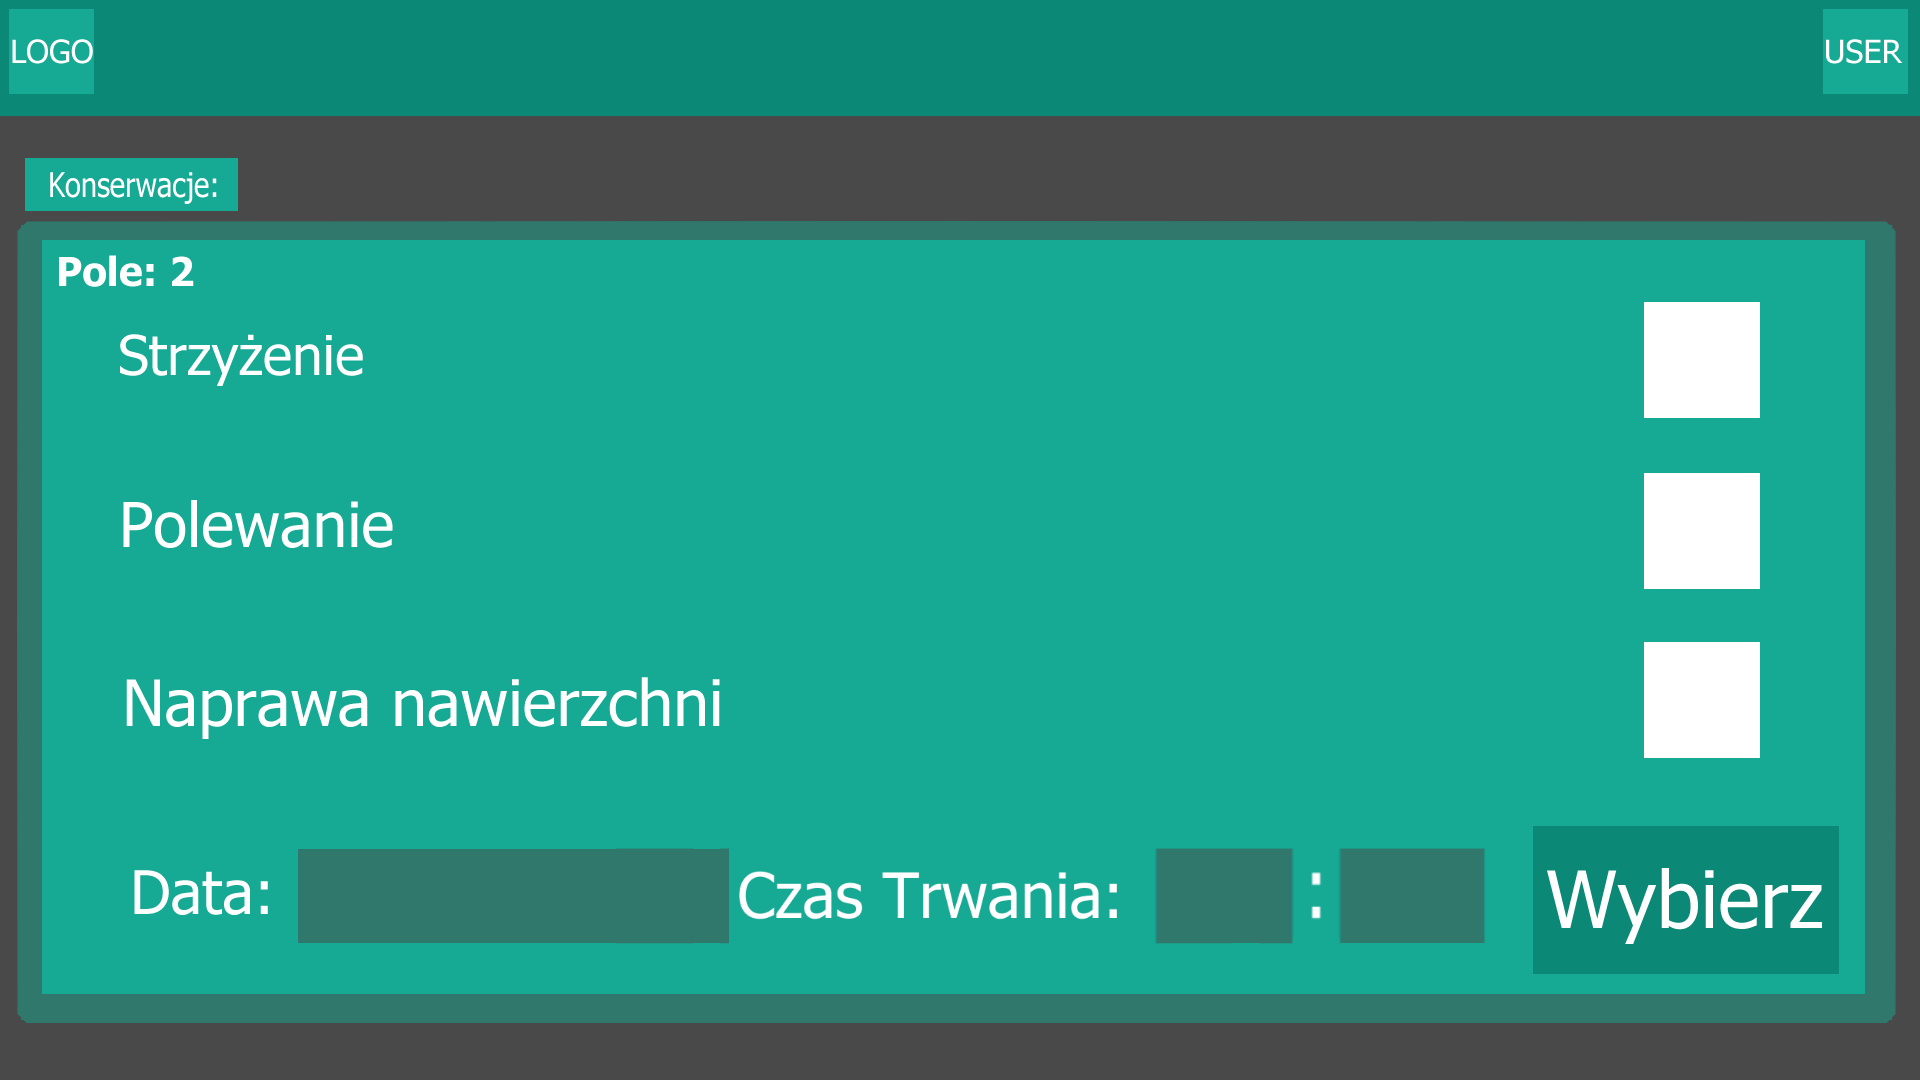 LOGO USER
Konserwacje:
Pole: 2
Strzyżenie
Polewanie
Naprawa nawierzchni
Data: Czas Trwania: : Wybierz